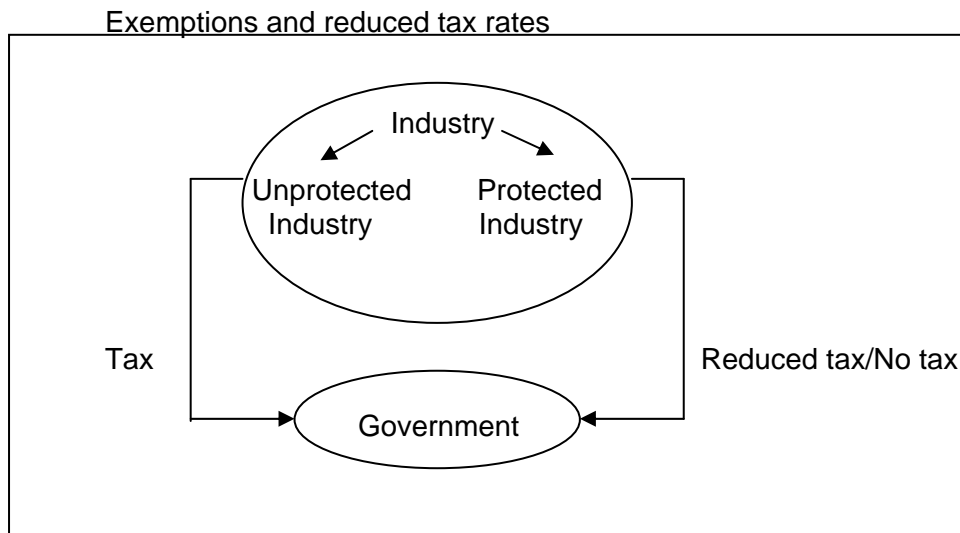 Exemptions and reduced tax rates
Industry
Unprotected
Industry
Protected
Industry
Tax
Reduced tax/No tax
Government